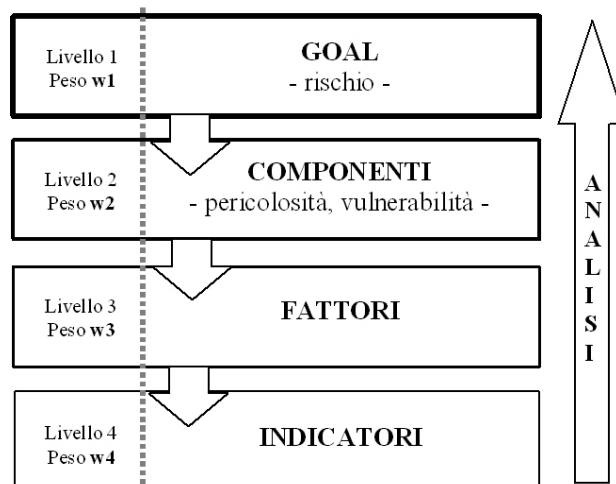 Livello 1
Peso w1
GOAL
- rischio -
Livello 2
Peso w2
COMPONENTI
- pericolosità, vulnerabilità -
Livello 3
Peso w3
FATTORI
Livello 4
Peso w4
INDICATORI
A
N
A
L
I
S
I